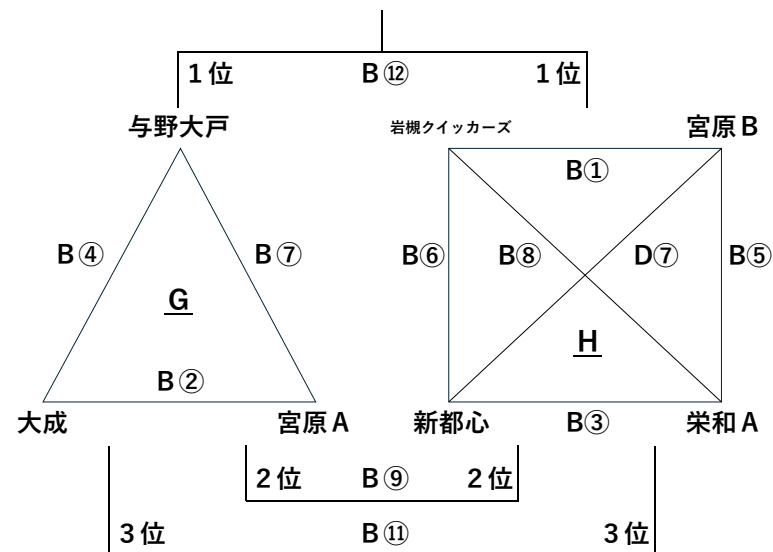 1位 B⑫ 1位
与野大戸 岩槻クイッカーズ 宮原B
B①
B④ B⑦ B⑥ B⑧ D⑦ B⑤
G
H
B②
大成 宮原A 新都心 B③ 栄和A
2位 B⑨ 2位
3位 B⑪ 3位